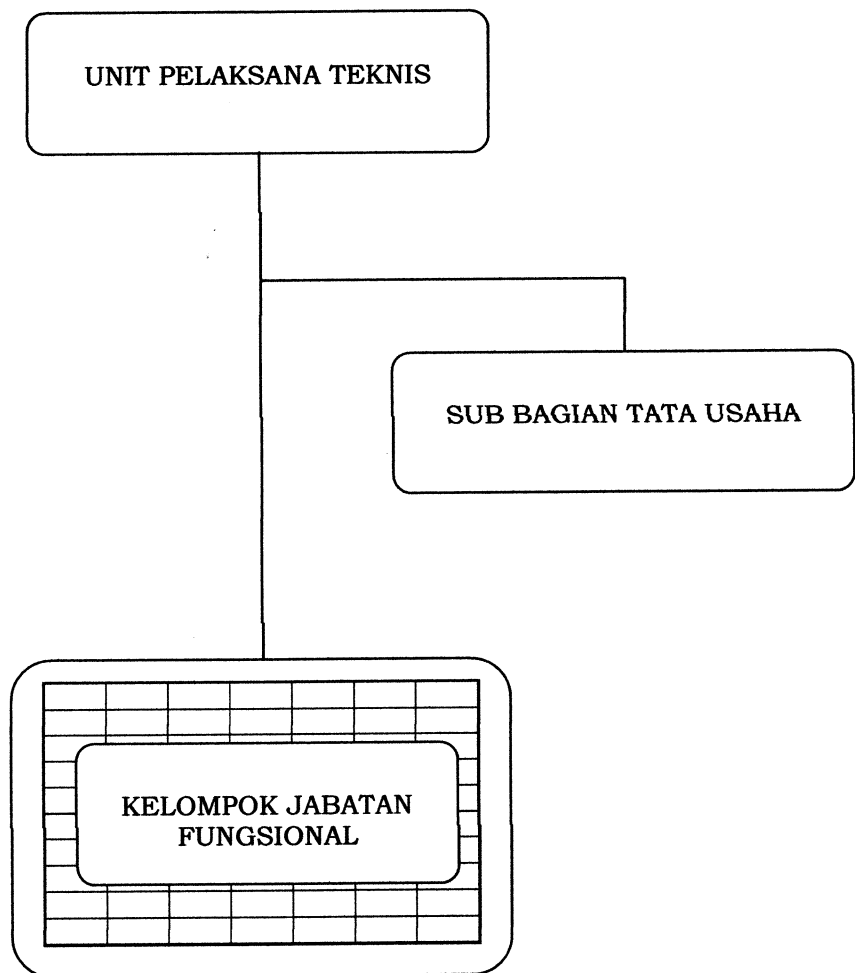 UNIT PELAKSANA TEKNIS
SUB BAGIAN TATA USAHA
KELOMPOK JABATAN
FUNGSIONAL